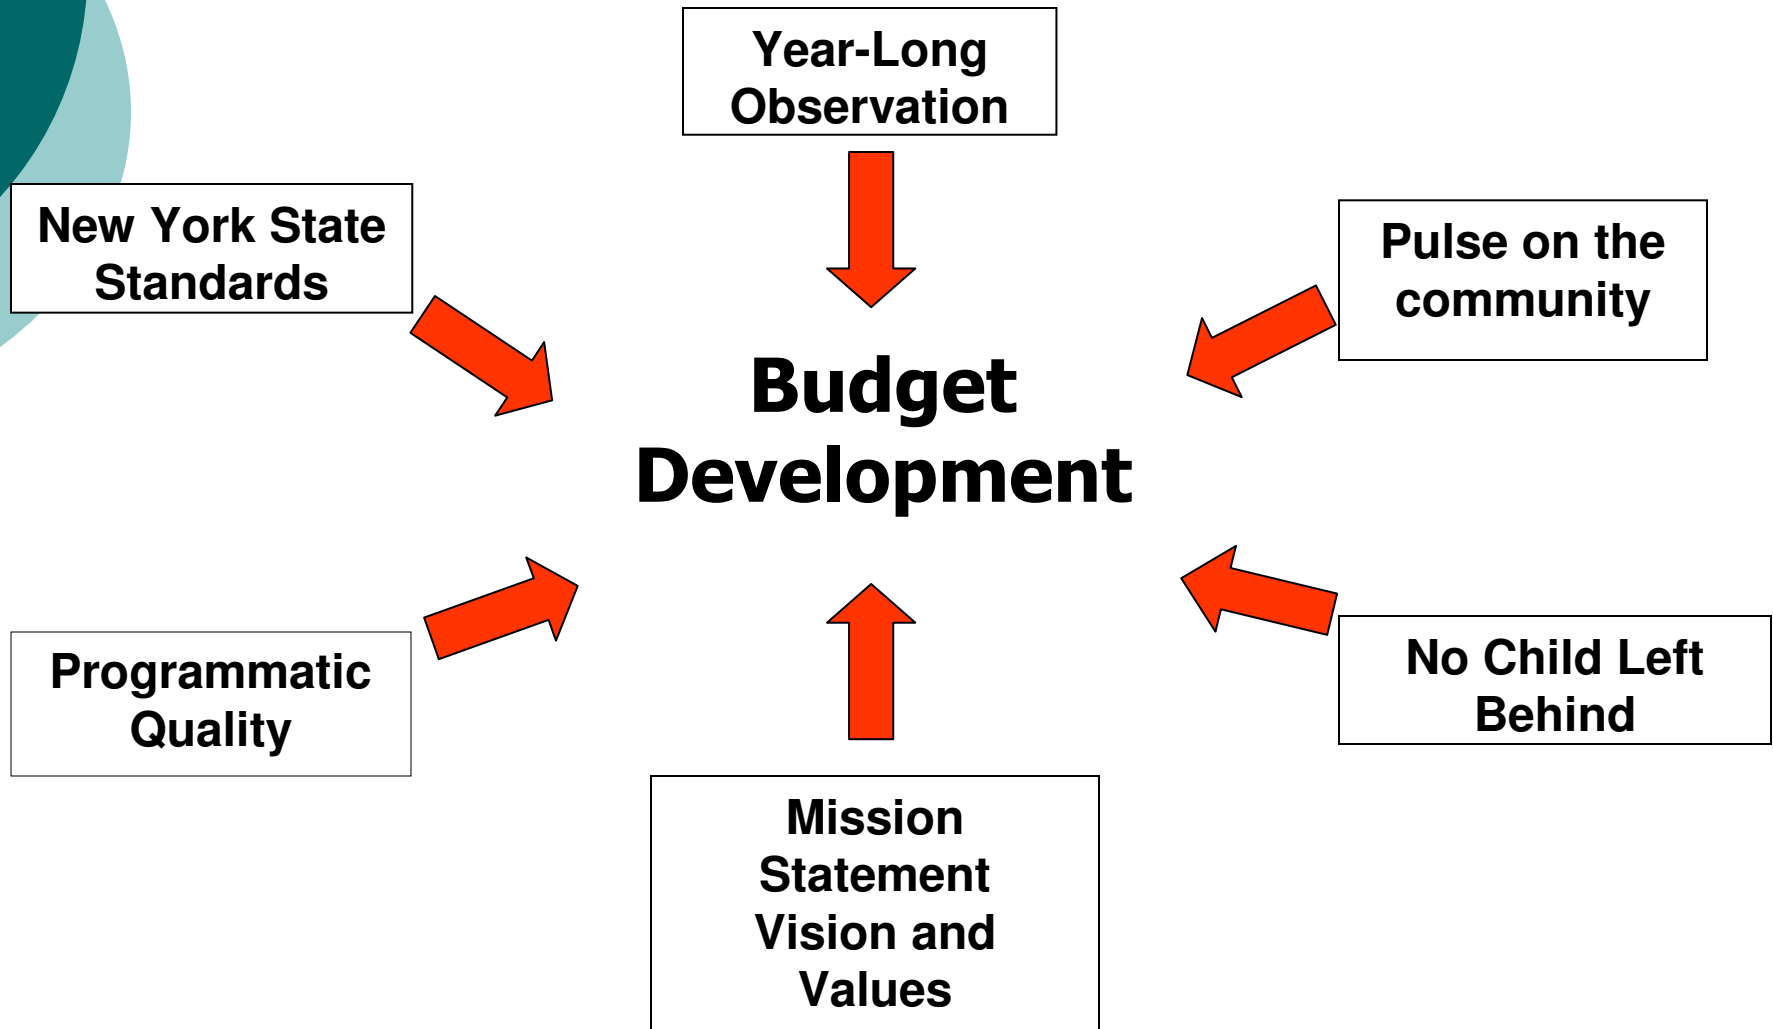 Year-Long
Observation
New York State
Standards
Pulse on the
community
Budget
Development
Programmatic
Quality
No Child Left
Behind
Mission
Statement
Vision and
Values